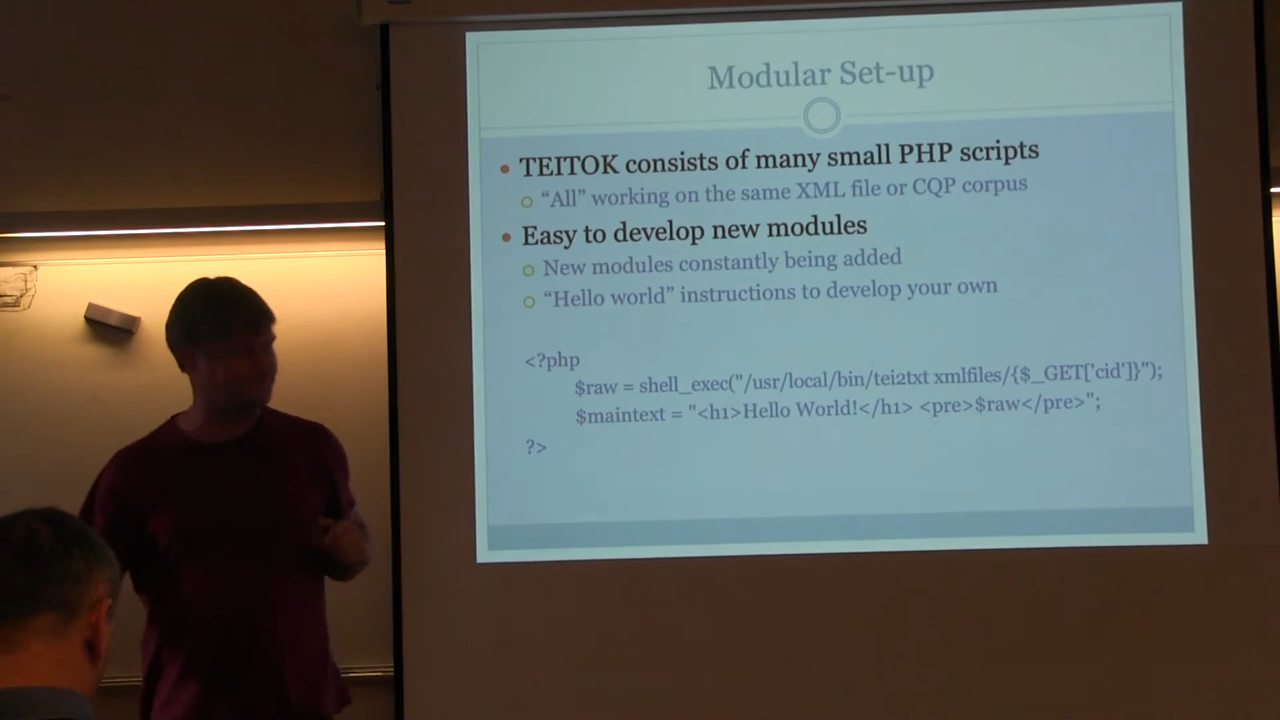 Modular Set-up
TEITOK consists of many small PHP scripts
“All” working on the same XML file or CQP corpus
Easy to develop new modules
New modules constantly being added
“Hello world” instructions to develop your own
<?php
$raw = shell_exec("/usr/local/bin/tei2txt xmlfiles/{$_GET['cid']}");
$maintext = "<h1>Hello World!</h1> <pre>$raw</pre>";
?>